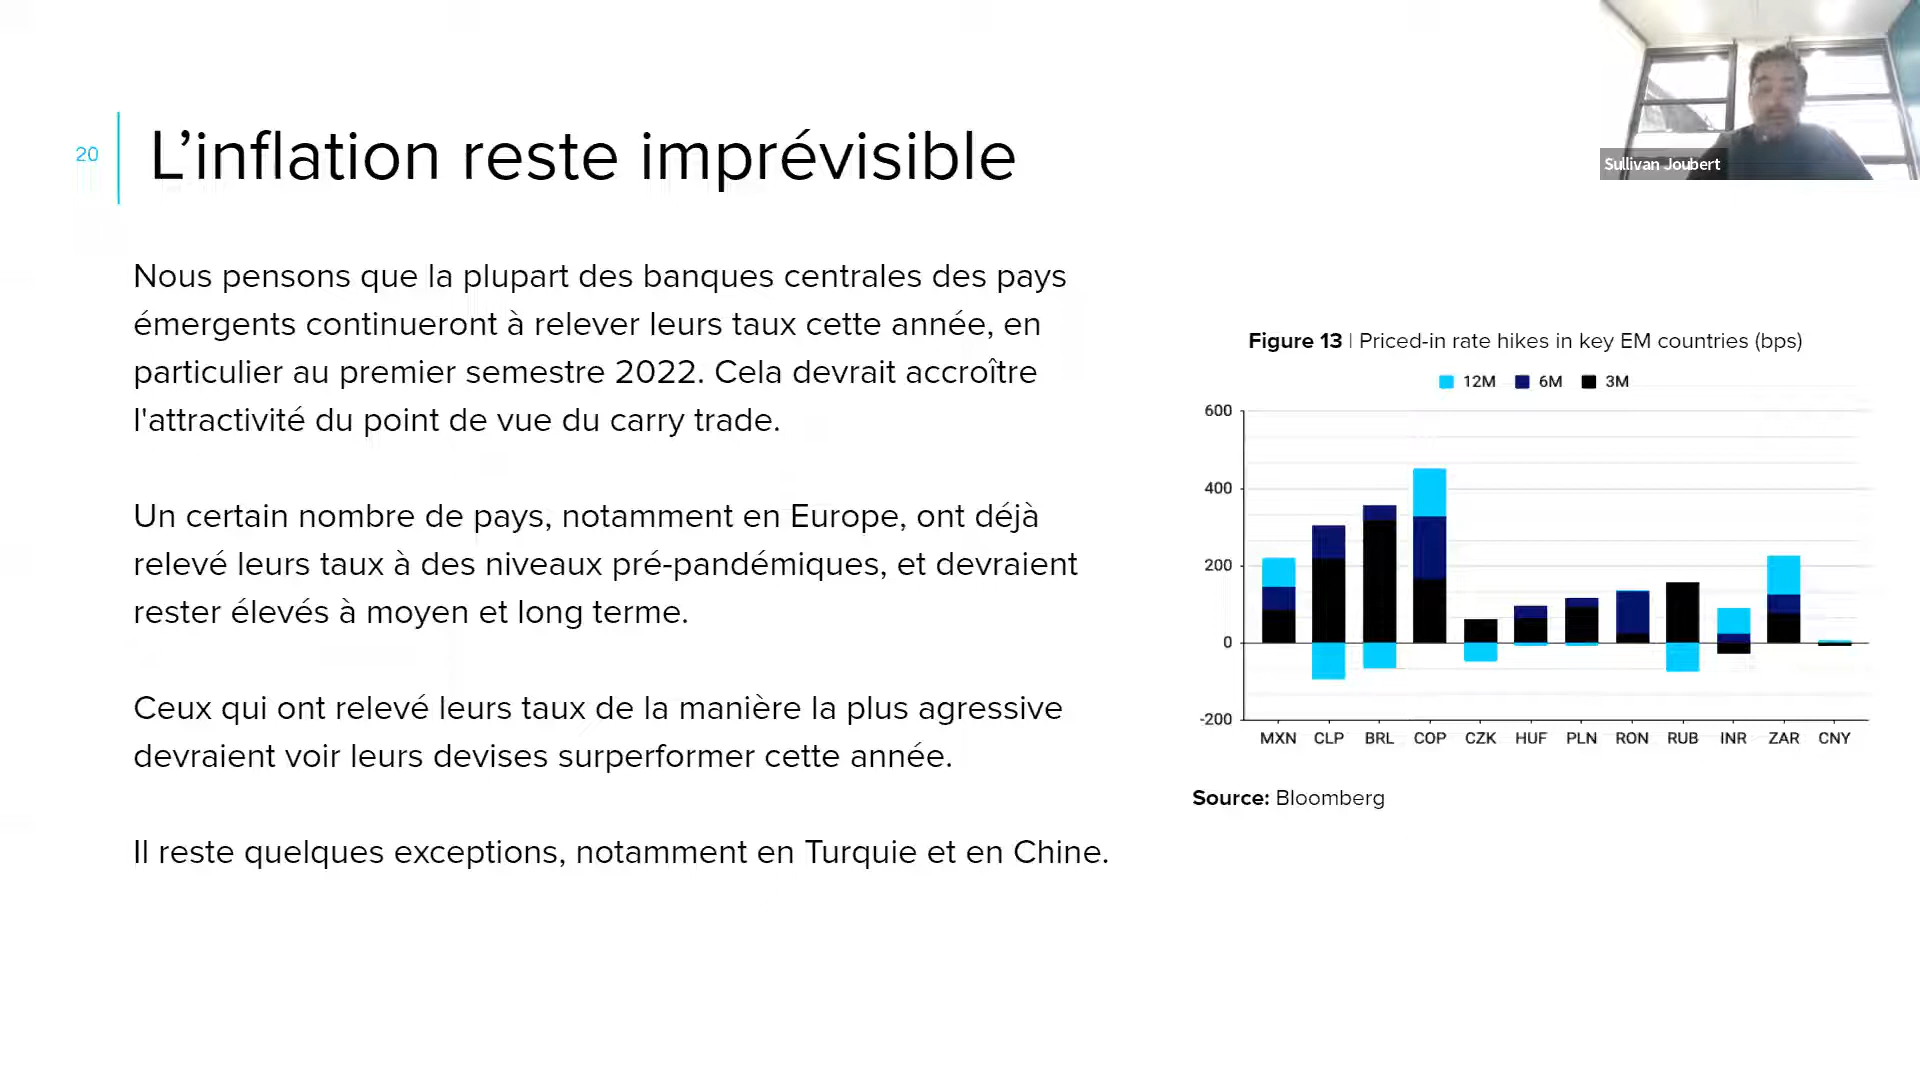 Sullivan Joubert
20
L’inflation reste imprévisible
Nous pensons que la plupart des banques centrales des pays
émergents continueront à relever leurs taux cette année, en
particulier au premier semestre 2022. Cela devrait accroître
l'attractivité du point de vue du carry trade.
Un certain nombre de pays, notamment en Europe, ont déjà
relevé leurs taux à des niveaux pré-pandémiques, et devraient
rester élevés à moyen et long terme.
Ceux qui ont relevé leurs taux de la manière la plus agressive
devraient voir leurs devises surperformer cette année.
Il reste quelques exceptions, notamment en Turquie et en Chine.
Figure 13 | Priced-in rate hikes in key EM countries (bps)
12M 6M 3M
600
400
200
0
-200
MXN CLP BRL COP CZK HUF PLN RON RUB INR ZAR CNY
Source: Bloomberg